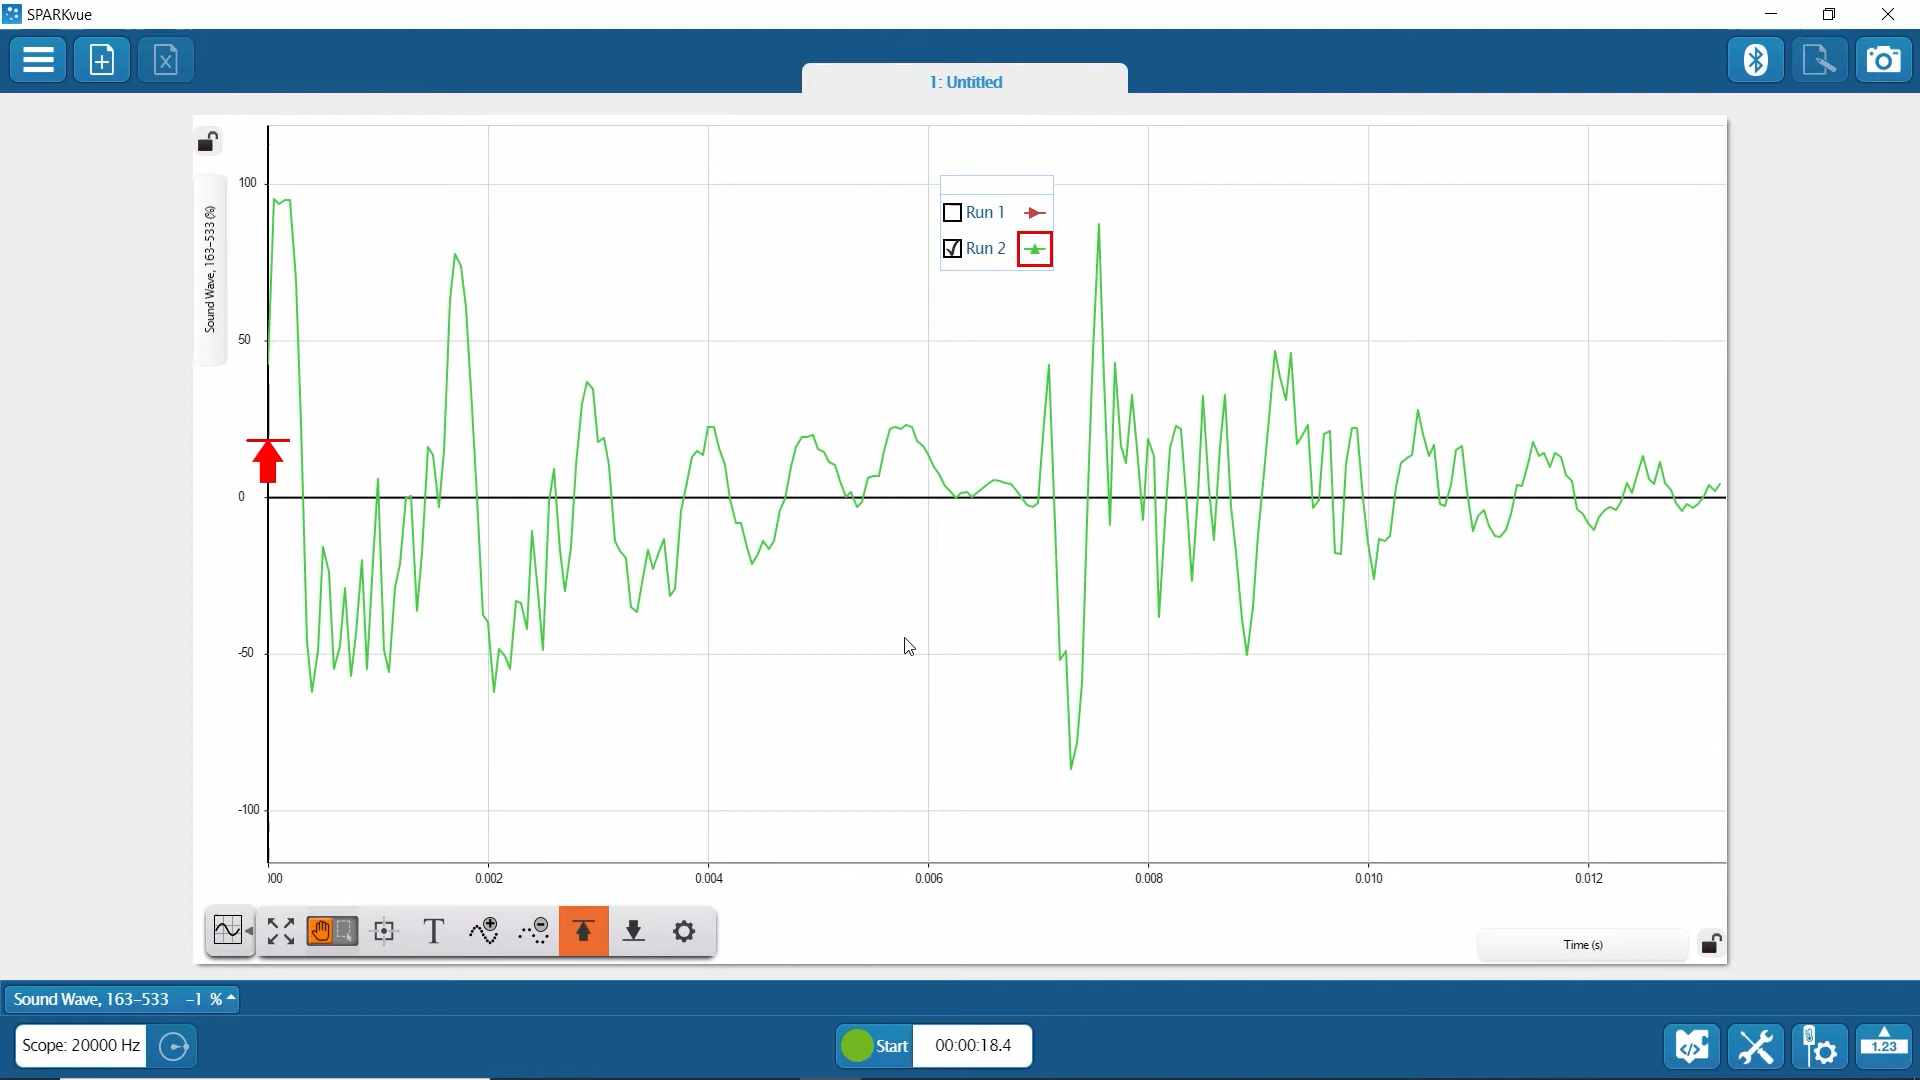 SPARKvue
1: Untitled
Sound Wave, 163-533 (%)
100
50
0
-50
-100
Run 1
Run 2
000
0.002
0.004
0.006
0.008
0.010
0.012
T
Time (s)
Sound Wave, 163-533 -1 %
Scope: 20000 Hz
Start
00:00:18.4
1.23